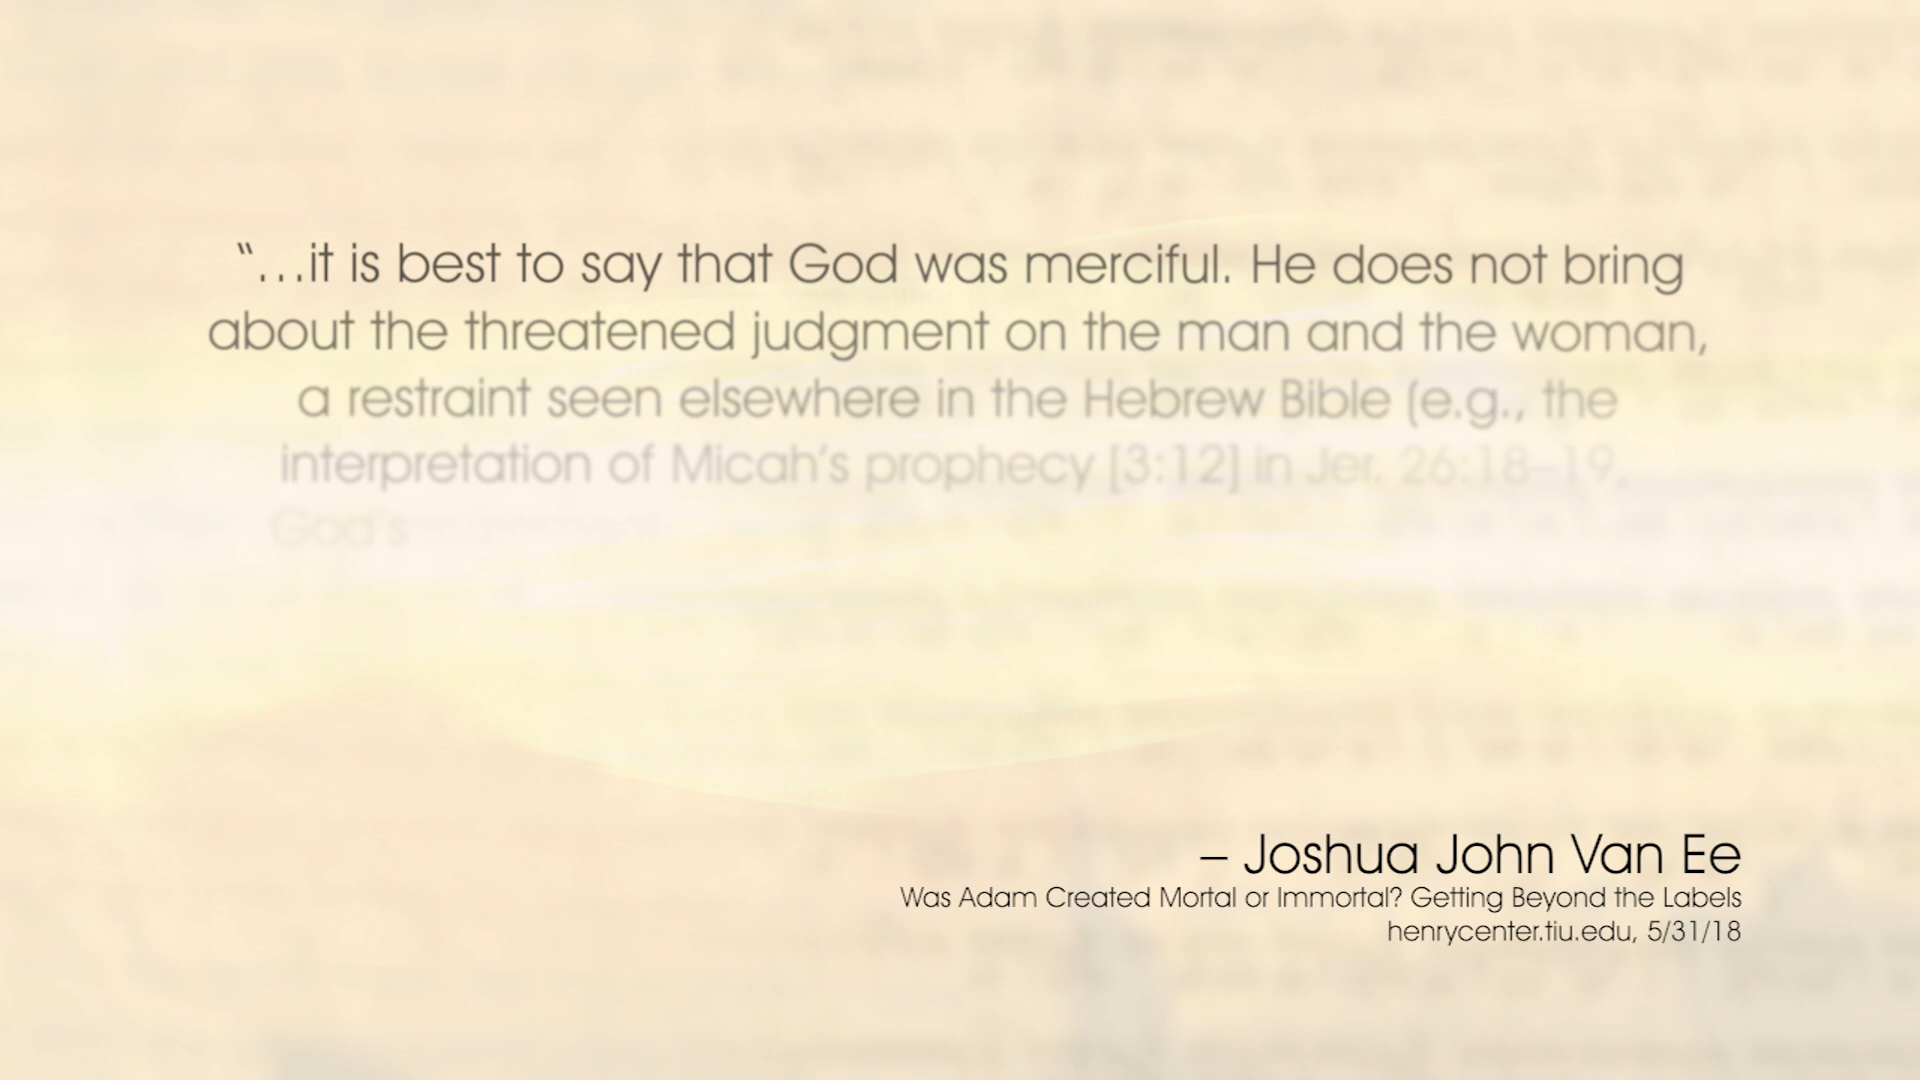 “…it is best to say that God was merciful. He does not bring
about the threatened judgment on the man and the woman,
a restraint seen elsewhere in the Hebrew Bible (e.g., the
interpretation of Micah’s prophecy [3:12] in Jer. 26:18–19,
God’s
– Joshua John Van Ee
Was Adam Created Mortal or Immortal? Getting Beyond the Labels
henrycenter.tiu.edu, 5/31/18